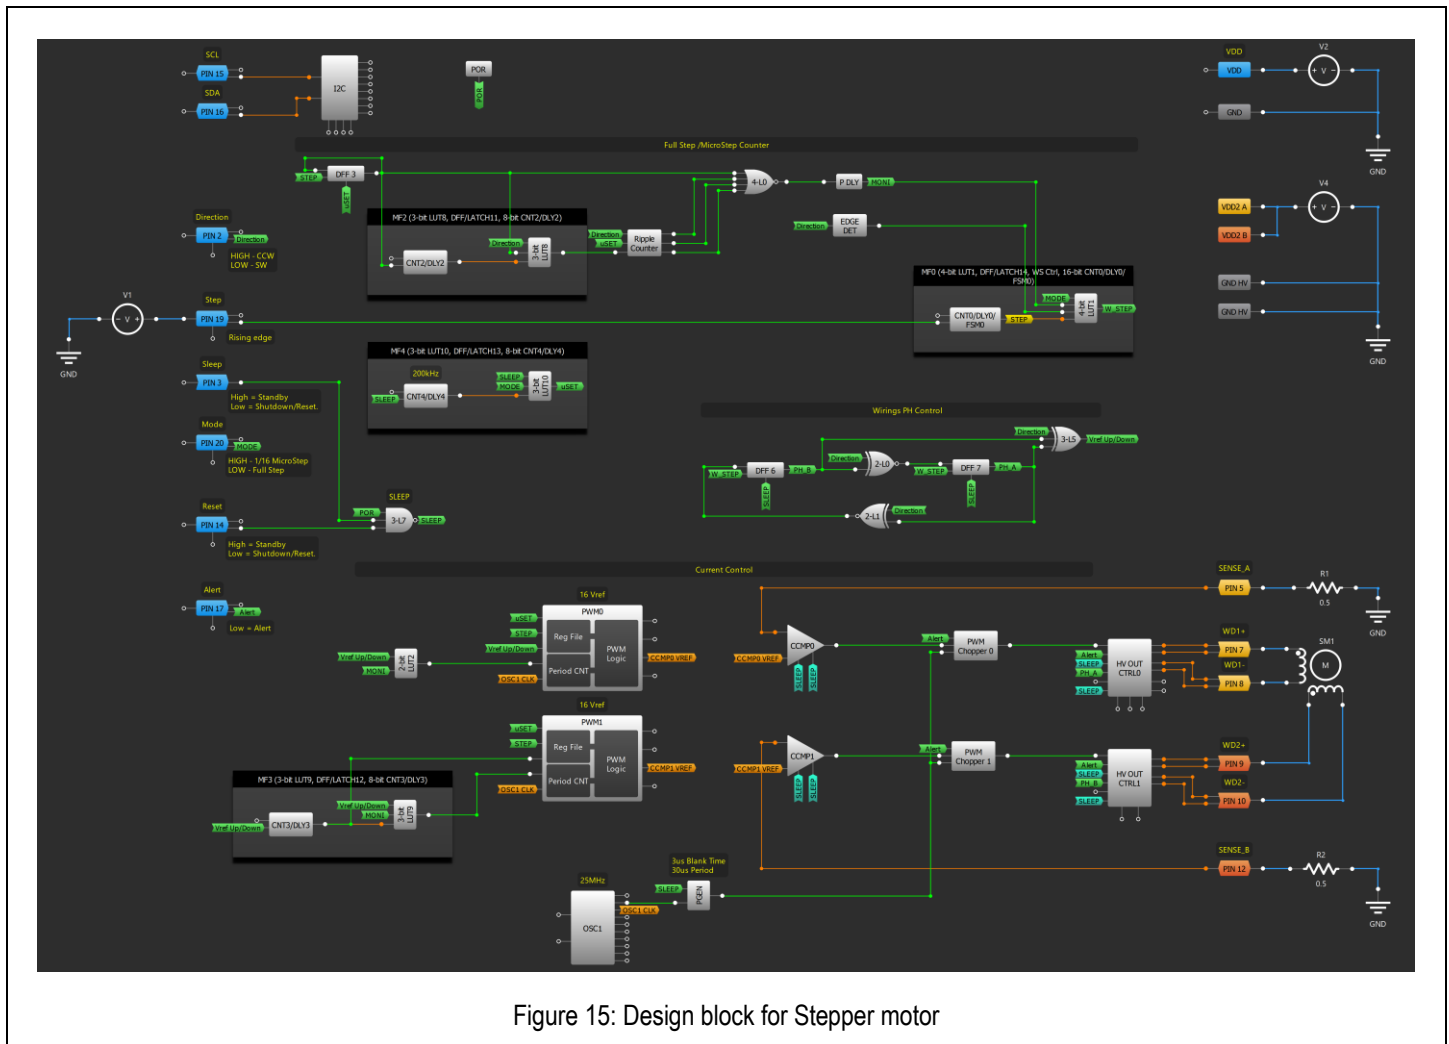 SCL
PIN 15
SDA
PIN 16
I2C
POR
POR
VDD
VDD
V2
+ V -
GND
GND
Full Step /MicroStep Counter
STEP
DFF 3
uSET
4-L0
P DLY
MONI
Direction
EDGE DET
VDD2 A
VDD2 B
V4
+ V -
GND HV
GND HV
GND
Direction
PIN 2
Direction
HIGH - CCW
LOW - SW
MF2 (3-bit LUT8, DFF/LATCH11, 8-bit CNT2/DLY2)
CNT2/DLY2
Direction
3-bit LUT8
Direction
uSET
Ripple Counter
MF0 (4-bit LUT1, DFF/LATCH14, WS Ctrl, 16-bit CNT0/DLY0/
FSM0)
CNT0/DLY0/
FSM0
STEP
MODE
4-bit LUT1
W_STEP
V1
- V +
GND
Step
PIN 19
Rising edge
Sleep
PIN 3
High = Standby
Low = Shutdown/Reset.
MF4 (3-bit LUT10, DFF/LATCH13, 8-bit CNT4/DLY4)
200kHz
SLEEP
CNT4/DLY4
SLEEP
MODE
3-bit LUT10
uSET
Mode
PIN 20
MODE
HIGH - 1/16 MicroStep
LOW - Full Step
Wirings PH Control
W_STEP
DFF 6
SLEEP
PH_B
Direction
2-L0
W_STEP
DFF 7
SLEEP
PH_A
Direction
3-L5
Vref Up/Down
2-L1
Direction
Reset
PIN 14
High = Standby
Low = Shutdown/Reset.
SLEEP
POR
3-L7
SLEEP
Current Control
Alert
PIN 17
Alert
Low = Alert
16 Vref
PWM0
uSET
STEP
Vref Up/Down
OSC1 CLK
Reg File
Period CNT
PWM Logic
CCMP0 VREF
Vref Up/Down
MONI
2-bit LUT2
CCMP0 VREF
CCMP0
SLEEP
SLEEP
Alert
PWM
Chopper 0
Alert
SLEEP
PH_A
HV OUT
CTRL0
SENSE_A
PIN 5
R1
0.5
GND
WD1+
PIN 7
WD1-
PIN 8
SM1
M
16 Vref
PWM1
uSET
STEP
OSC1 CLK
Reg File
Period CNT
PWM Logic
CCMP1 VREF
MF3 (3-bit LUT9, DFF/LATCH12, 8-bit CNT3/DLY3)
Vref Up/Down
CNT3/DLY3
Vref Up/Down
MONI
3-bit LUT9
CCMP1 VREF
CCMP1
SLEEP
SLEEP
Alert
PWM
Chopper 1
Alert
SLEEP
PH_B
SLEEP
HV OUT
CTRL1
WD2+
PIN 9
WD2-
PIN 10
SENSE_B
PIN 12
R2
0.5
GND
3us Blank Time
30us Period
SLEEP
PGEN
25MHz
OSC1
OSC1 CLK
Figure 15: Design block for Stepper motor